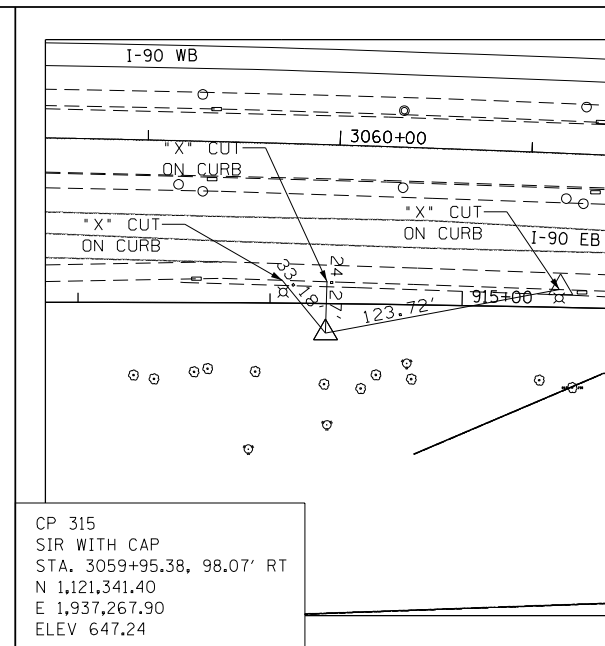 I-90 WB
3060+00
"X" CUT
ON CURB
"X" CUT
ON CURB
"X" CUT
ON CURB
I-90 EB
33.18'
24.27'
123.72'
915+00
CP 315
SIR WITH CAP
STA. 3059+95.38, 98.07' RT
N 1,121,341.40
E 1,937,267.90
ELEV 647.24